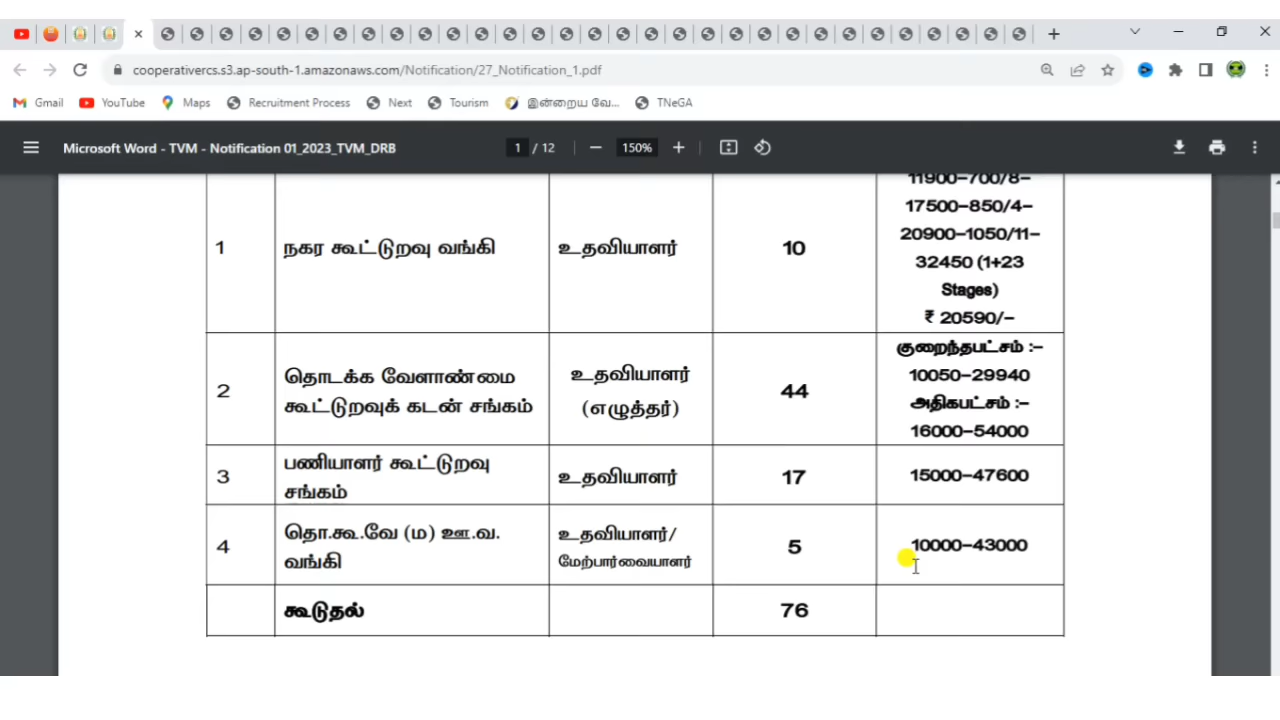 cooperativercs.s3.ap-south-1.amazonaws.com/Notification/27_Notification_1.pdf
Gmail YouTube Maps Recruitment Process Next Tourism இன்றைய வே... TNeGA
Microsoft Word - TVM - Notification 01_2023_TVM_DRB 1 / 12 150%
11900-700/8-
17500-850/4-
20900-1050/11-
32450 (1+23
Stages)
₹ 20590/-
1 நகர கூட்டுறவு வங்கி உதவியாளர் 10
2 தொடக்க வேளாண்மை
கூட்டுறவுக் கடன் சங்கம்
உதவியாளர்
(எழுத்தர்)
44
குறைந்தபட்சம் :-
10050-29940
அதிகபட்சம் :-
16000-54000
3 பணியாளர் கூட்டுறவு
சங்கம்
உதவியாளர் 17 15000-47600
4 தொ.கூ.வே (ம) ஊ.வ.
வங்கி
உதவியாளர்/
மேற்பார்வையாளர்
5 10000-43000
கூடுதல் 76